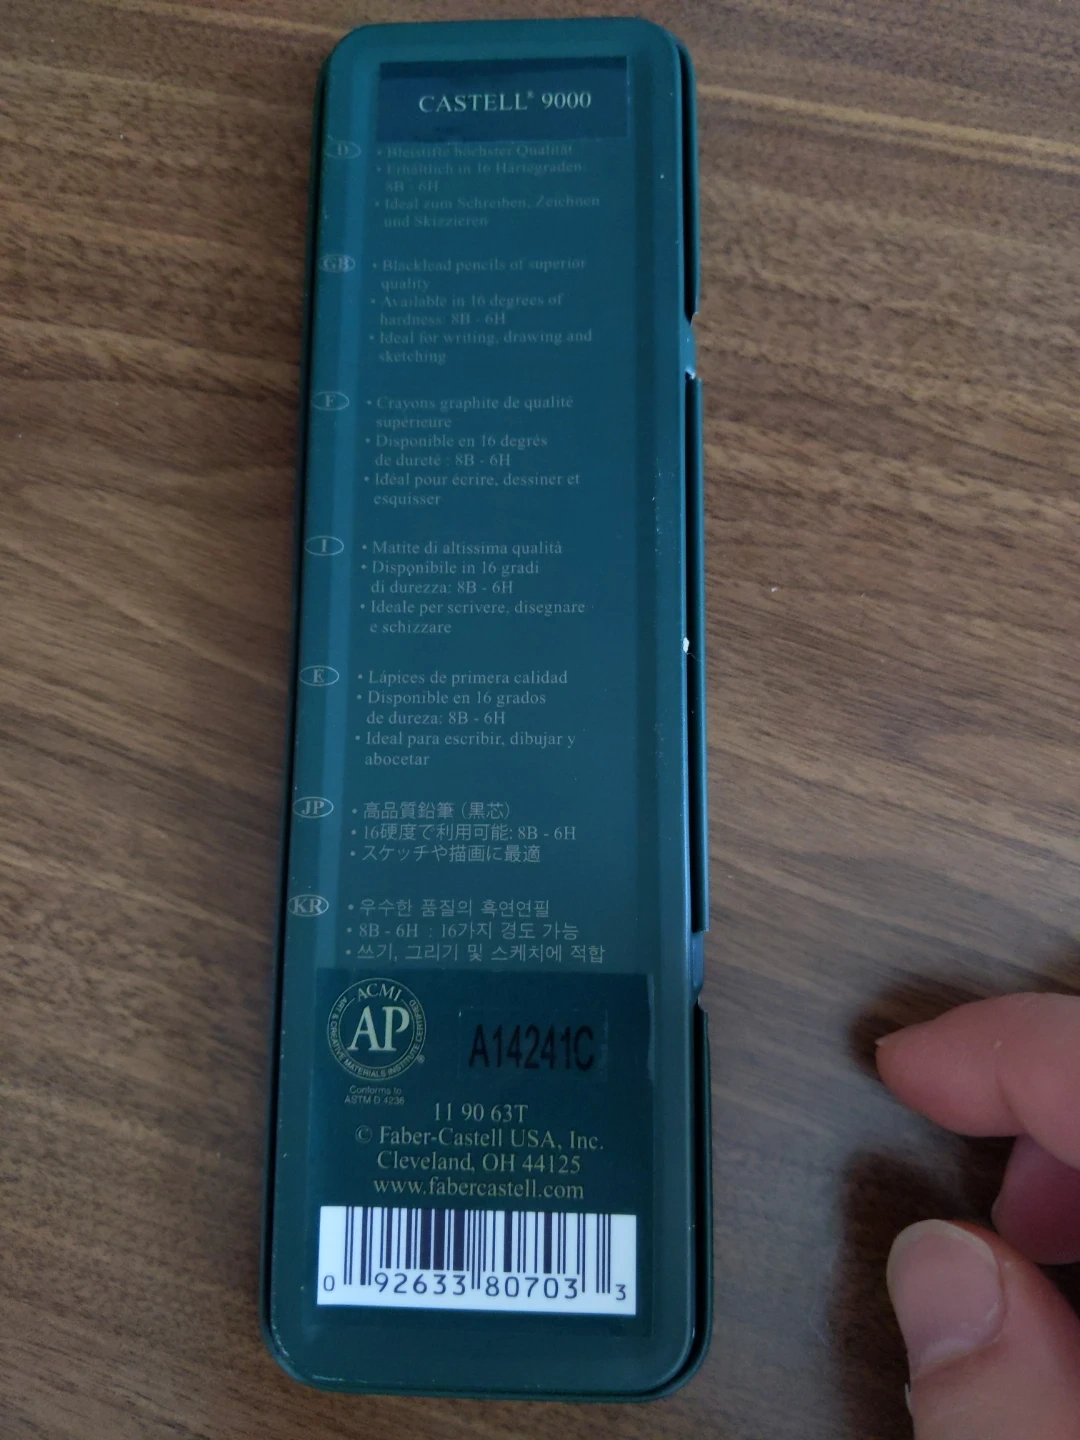 CASTELL® 9000
D
• Bleistifte höchster Qualität
• Erhältlich in 16 Härtegraden:
8B - 6H
• Ideal zum Schreiben, Zeichnen
und Skizzieren
GB
• Blacklead pencils of superior
quality
• Available in 16 degrees of
hardness: 8B - 6H
• Ideal for writing, drawing and
sketching
F
• Crayons graphite de qualité
supérieure
• Disponible en 16 degrés
de dureté : 8B - 6H
• Idéal pour écrire, dessiner et
esquisser
I
• Matite di altissima qualità
• Disponibile in 16 gradi
di durezza: 8B - 6H
• Ideale per scrivere, disegnare
e schizzare
E
• Lápices de primera calidad
• Disponible en 16 grados
de dureza: 8B - 6H
• Ideal para escribir, dibujar y
abocetar
JP
• 高品質鉛筆 (黒芯)
• 16硬度で利用可能: 8B - 6H
• スケッチや描画に最適
KR
• 우수한 품질의 흑연연필
• 8B - 6H : 16가지 경도 가능
• 쓰기, 그리기 및 스케치에 적합
ACMI
ART & CREATIVE MATERIALS INSTITUTE CERTIFIED
AP ®
Conforms to
ASTM D 4236
A14241C
11 90 63T
© Faber-Castell USA, Inc.
Cleveland, OH 44125
www.fabercastell.com
0 92633 80703 3